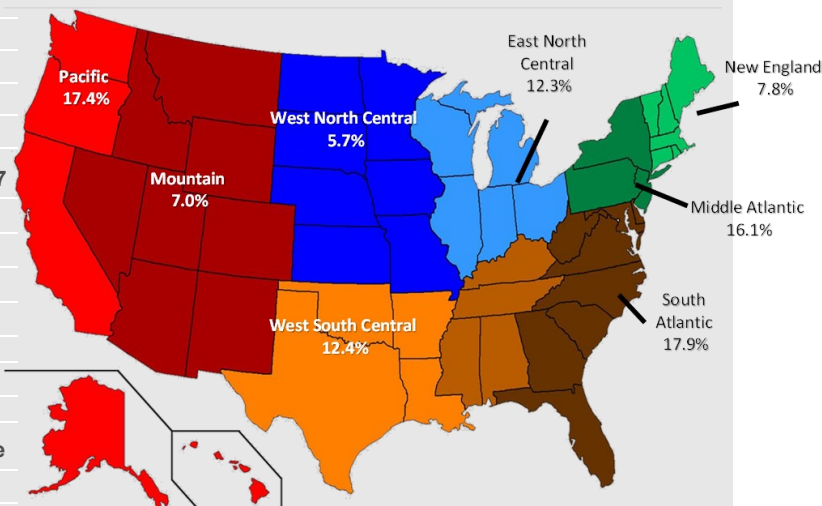 East North
Central
12.3%
New England
7.8%
Pacific
17.4%
West North Central
5.7%
7
Mountain
7.0%
Middle Atlantic
16.1%
South
Atlantic
17.9%
West South Central
12.4%
e